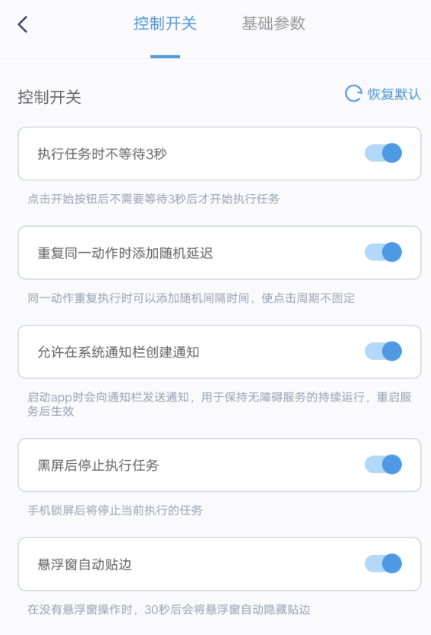 控制开关 基础参数
控制开关 恢复默认
执行任务时不等待3秒
点击开始按钮后不需要等待3秒后才开始执行任务
重复同一动作时添加随机延迟
同一动作重复执行时可以添加随机间隔时间，使点击周期不固定
允许在系统通知栏创建通知
启动app时会向通知栏发送通知，用于保持无障碍服务的持续运行，重启服
务后生效
黑屏后停止执行任务
手机锁屏后将停止当前执行的任务
悬浮窗自动贴边
在没有悬浮窗操作时，30秒后会将悬浮窗自动隐藏贴边